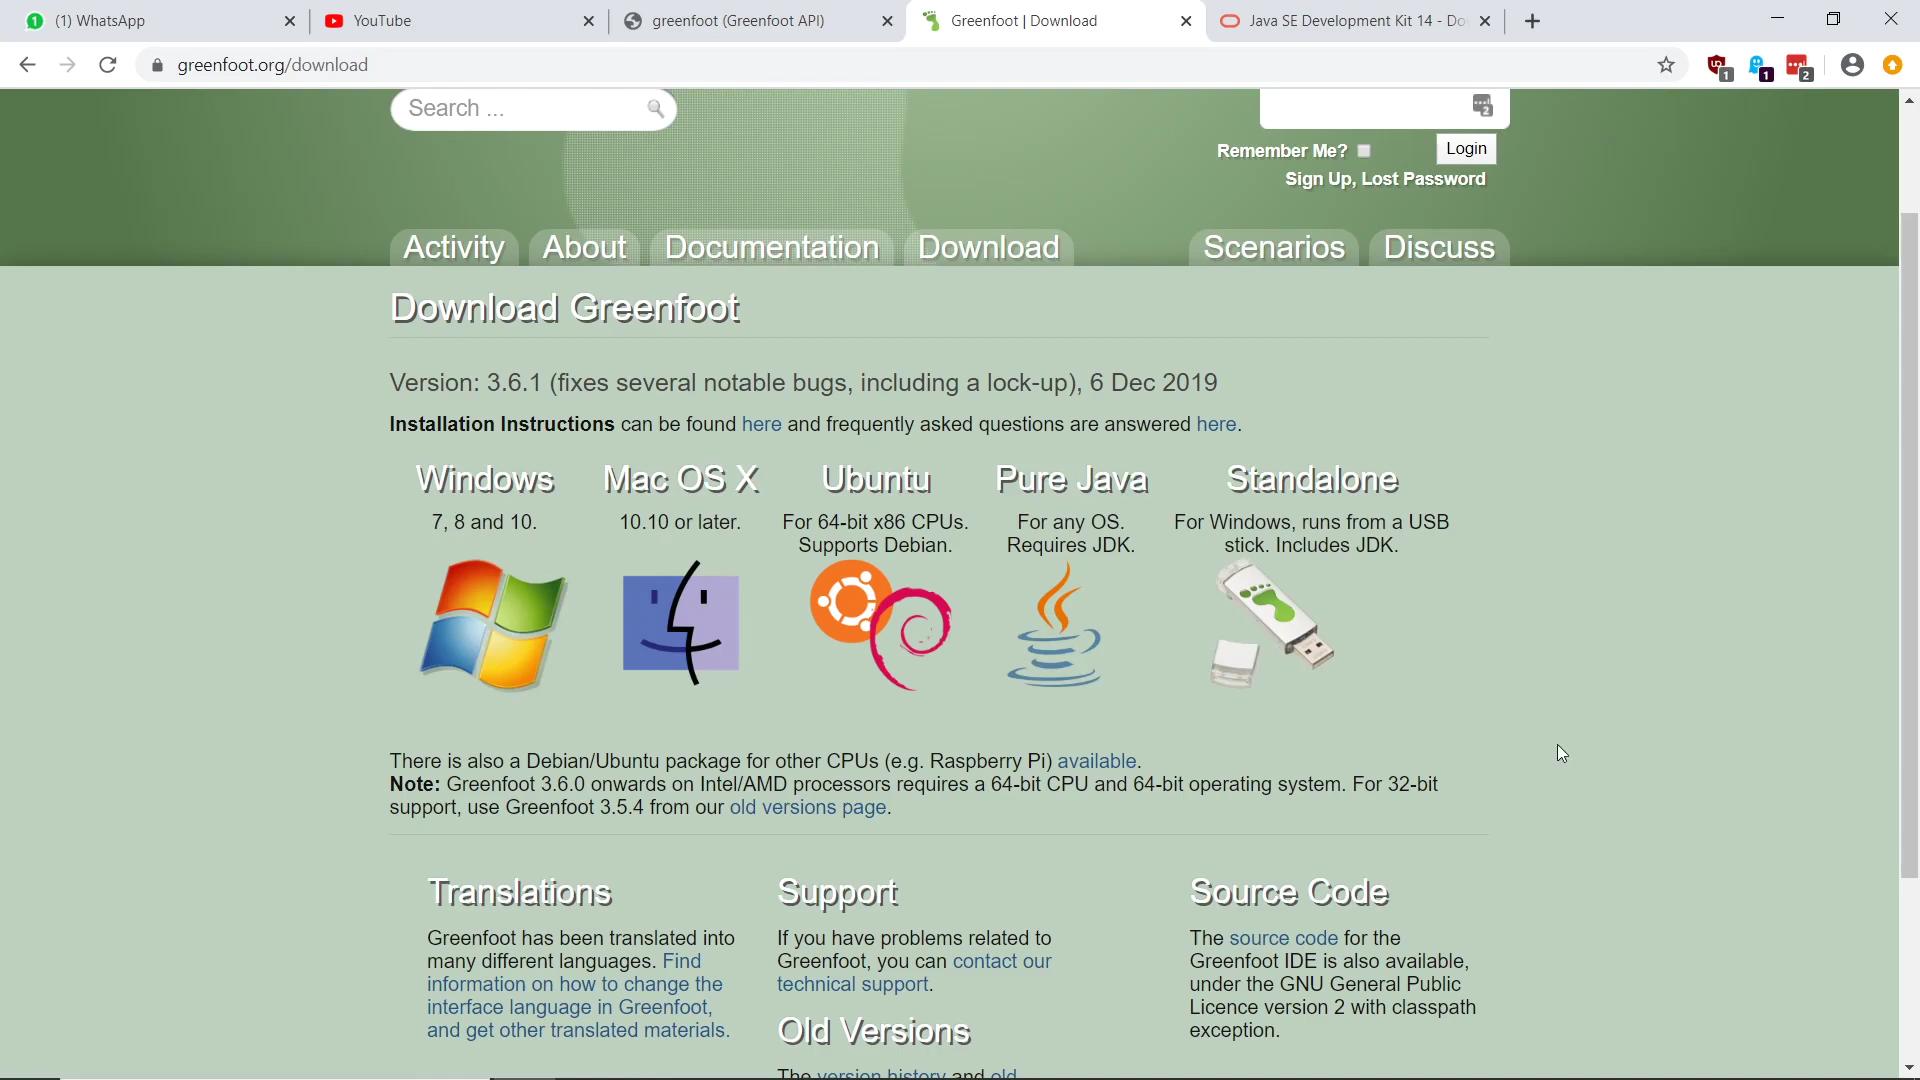 (1) WhatsApp
YouTube
greenfoot (Greenfoot API)
Greenfoot | Download
Java SE Development Kit 14 - Do
greenfoot.org/download
1
1
2
Search ...
2
Remember Me?
Login
Sign Up, Lost Password
Activity
About
Documentation
Download
Scenarios
Discuss
Download Greenfoot
Version: 3.6.1 (fixes several notable bugs, including a lock-up), 6 Dec 2019
Installation Instructions can be found here and frequently asked questions are answered here.
Windows
7, 8 and 10.
Mac OS X
10.10 or later.
Ubuntu
For 64-bit x86 CPUs.
Supports Debian.
Pure Java
For any OS.
Requires JDK.
Standalone
For Windows, runs from a USB
stick. Includes JDK.
There is also a Debian/Ubuntu package for other CPUs (e.g. Raspberry Pi) available.
Note: Greenfoot 3.6.0 onwards on Intel/AMD processors requires a 64-bit CPU and 64-bit operating system. For 32-bit
support, use Greenfoot 3.5.4 from our old versions page.
Translations
Greenfoot has been translated into
many different languages. Find
information on how to change the
interface language in Greenfoot,
and get other translated materials.
Support
If you have problems related to
Greenfoot, you can contact our
technical support.
Old Versions
The version history and old
Source Code
The source code for the
Greenfoot IDE is also available,
under the GNU General Public
Licence version 2 with classpath
exception.